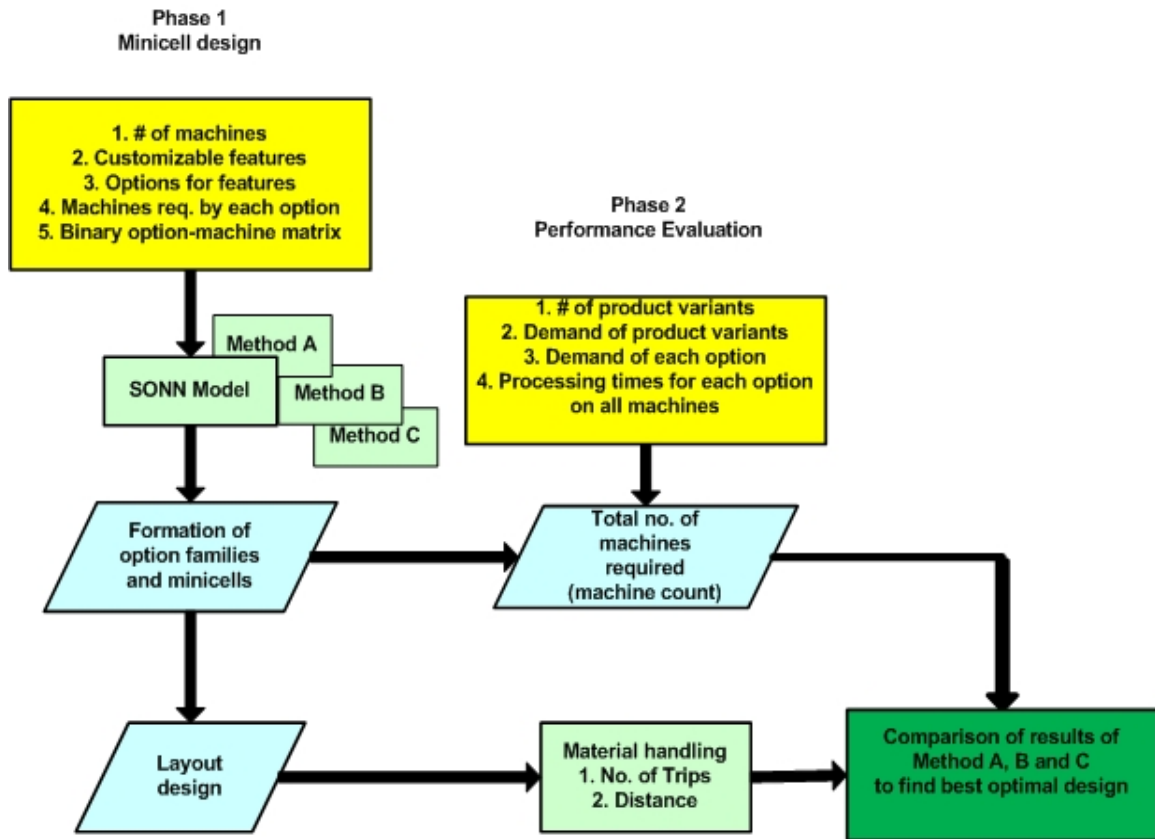 Phase 1
Minicell design
1. # of machines
2. Customizable features
3. Options for features
4. Machines req. by each option
5. Binary option-machine matrix
Phase 2
Performance Evaluation
1. # of product variants
2. Demand of product variants
3. Demand of each option
4. Processing times for each option
on all machines
Method A
SONN Model
Method B
Method C
Formation of
option families
and minicells
Total no. of
machines
required
(machine count)
Layout
design
Material handling
1. No. of Trips
2. Distance
Comparison of results of
Method A, B and C
to find best optimal design